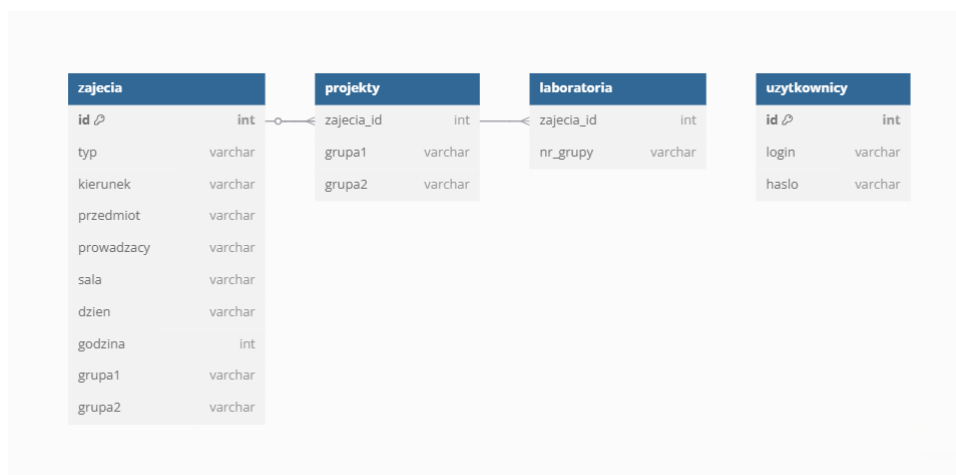 zajecia
id int
typ varchar
kierunek varchar
przedmiot varchar
prowadzacy varchar
sala varchar
dzien varchar
godzina int
grupa1 varchar
grupa2 varchar
projekty
zajecia_id int
grupa1 varchar
grupa2 varchar
laboratoria
zajecia_id int
nr_grupy varchar
uzytkownicy
id int
login varchar
haslo varchar